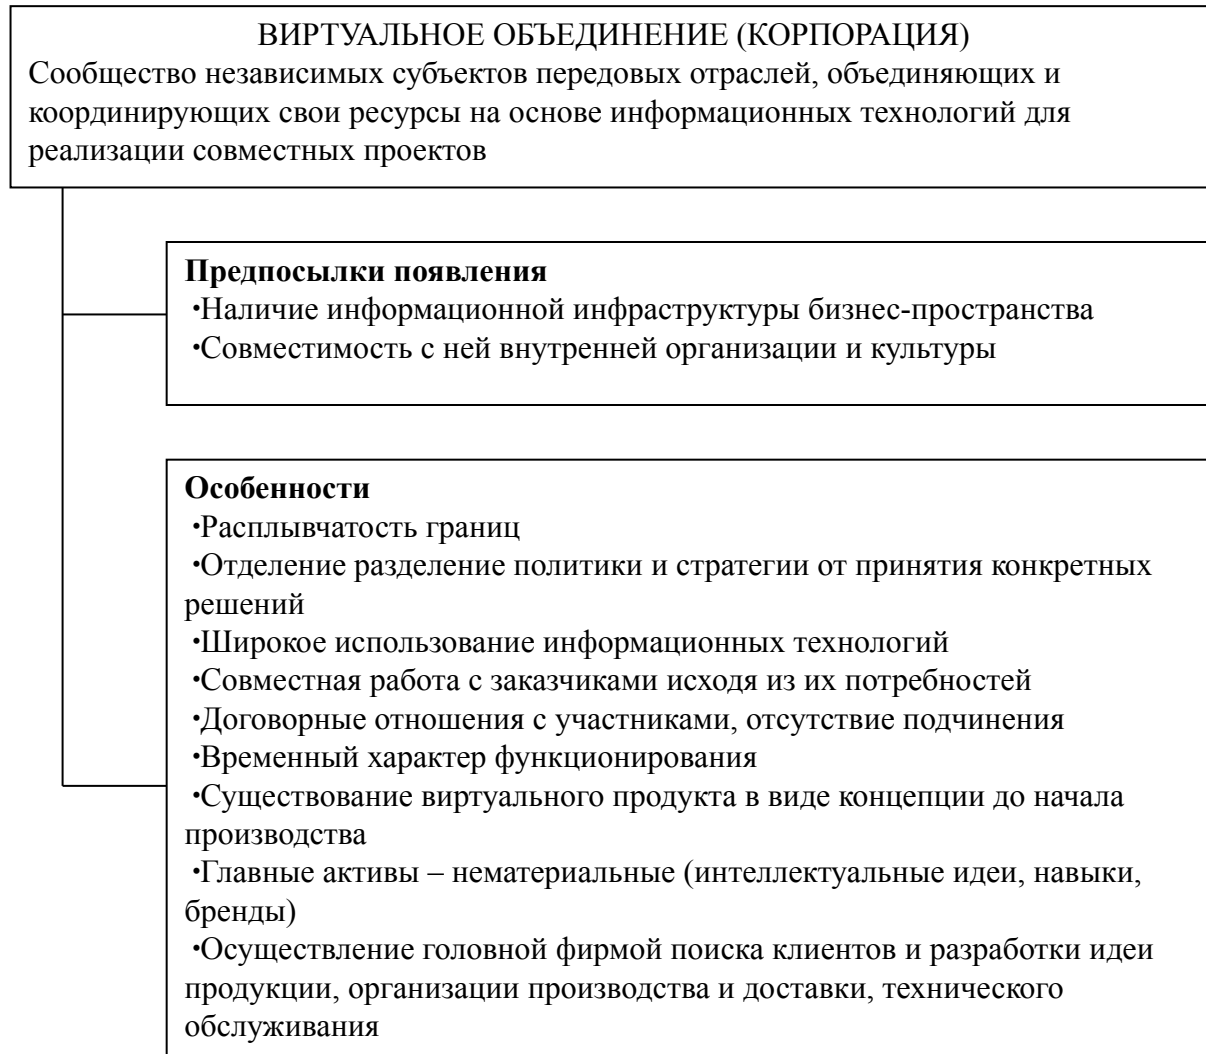 ВИРТУАЛЬНОЕ ОБЪЕДИНЕНИЕ (КОРПОРАЦИЯ)
Сообщество независимых субъектов передовых отраслей, объединяющих и
координирующих свои ресурсы на основе информационных технологий для
реализации совместных проектов
Предпосылки появления
·Наличие информационной инфраструктуры бизнес-пространства
·Совместимость с ней внутренней организации и культуры
Особенности
·Расплывчатость границ
·Отделение разделение политики и стратегии от принятия конкретных
решений
·Широкое использование информационных технологий
·Совместная работа с заказчиками исходя из их потребностей
·Договорные отношения с участниками, отсутствие подчинения
·Временный характер функционирования
·Существование виртуального продукта в виде концепции до начала
производства
·Главные активы – нематериальные (интеллектуальные идеи, навыки,
бренды)
·Осуществление головной фирмой поиска клиентов и разработки идеи
продукции, организации производства и доставки, технического
обслуживания